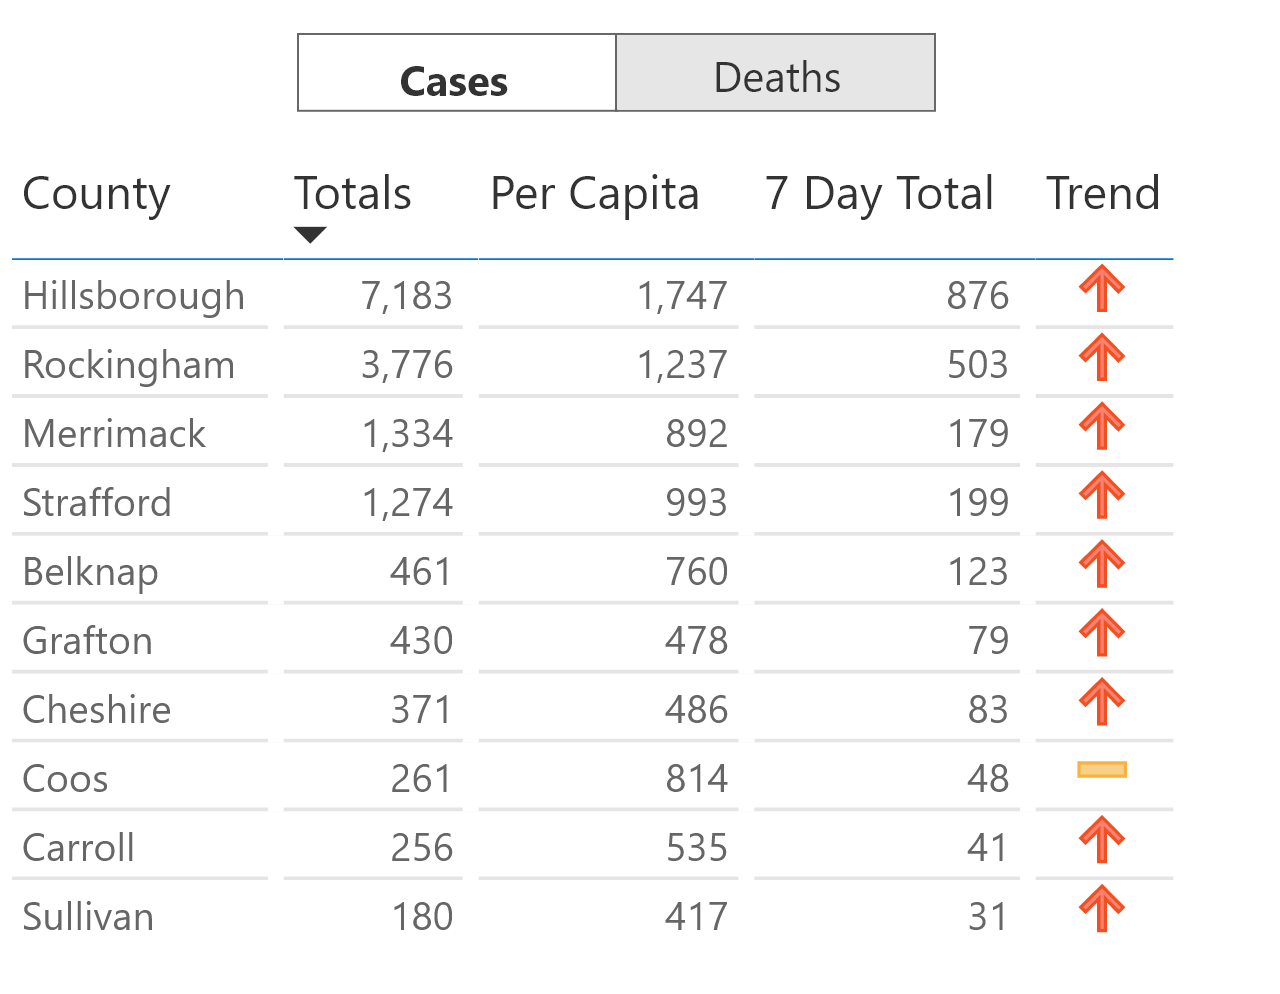 Cases Deaths
County Totals Per Capita 7 Day Total Trend
Hillsborough 7,183 1,747 876
Rockingham 3,776 1,237 503
Merrimack 1,334 892 179
Strafford 1,274 993 199
Belknap 461 760 123
Grafton 430 478 79
Cheshire 371 486 83
Coos 261 814 48
Carroll 256 535 41
Sullivan 180 417 31